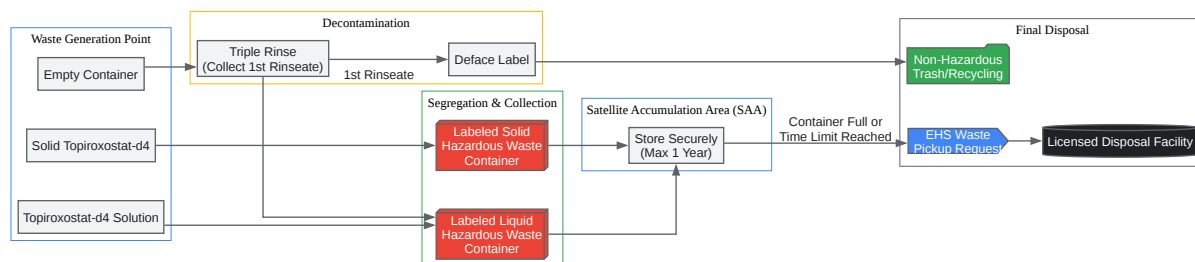 Waste Generation Point
Empty Container
Solid Topiroxostat-d4
Topiroxostat-d4 Solution
Decontamination
Triple Rinse
(Collect 1st Rinseate)
1st Rinseate
Deface Label
Segregation & Collection
Labeled Solid
Hazardous Waste
Container
Labeled Liquid
Hazardous Waste
Container
Satellite Accumulation Area (SAA)
Store Securely
(Max 1 Year)
Container Full or
Time Limit Reached
Final Disposal
Non-Hazardous
Trash/Recycling
EHS Waste
Pickup Request
Licensed Disposal Facility